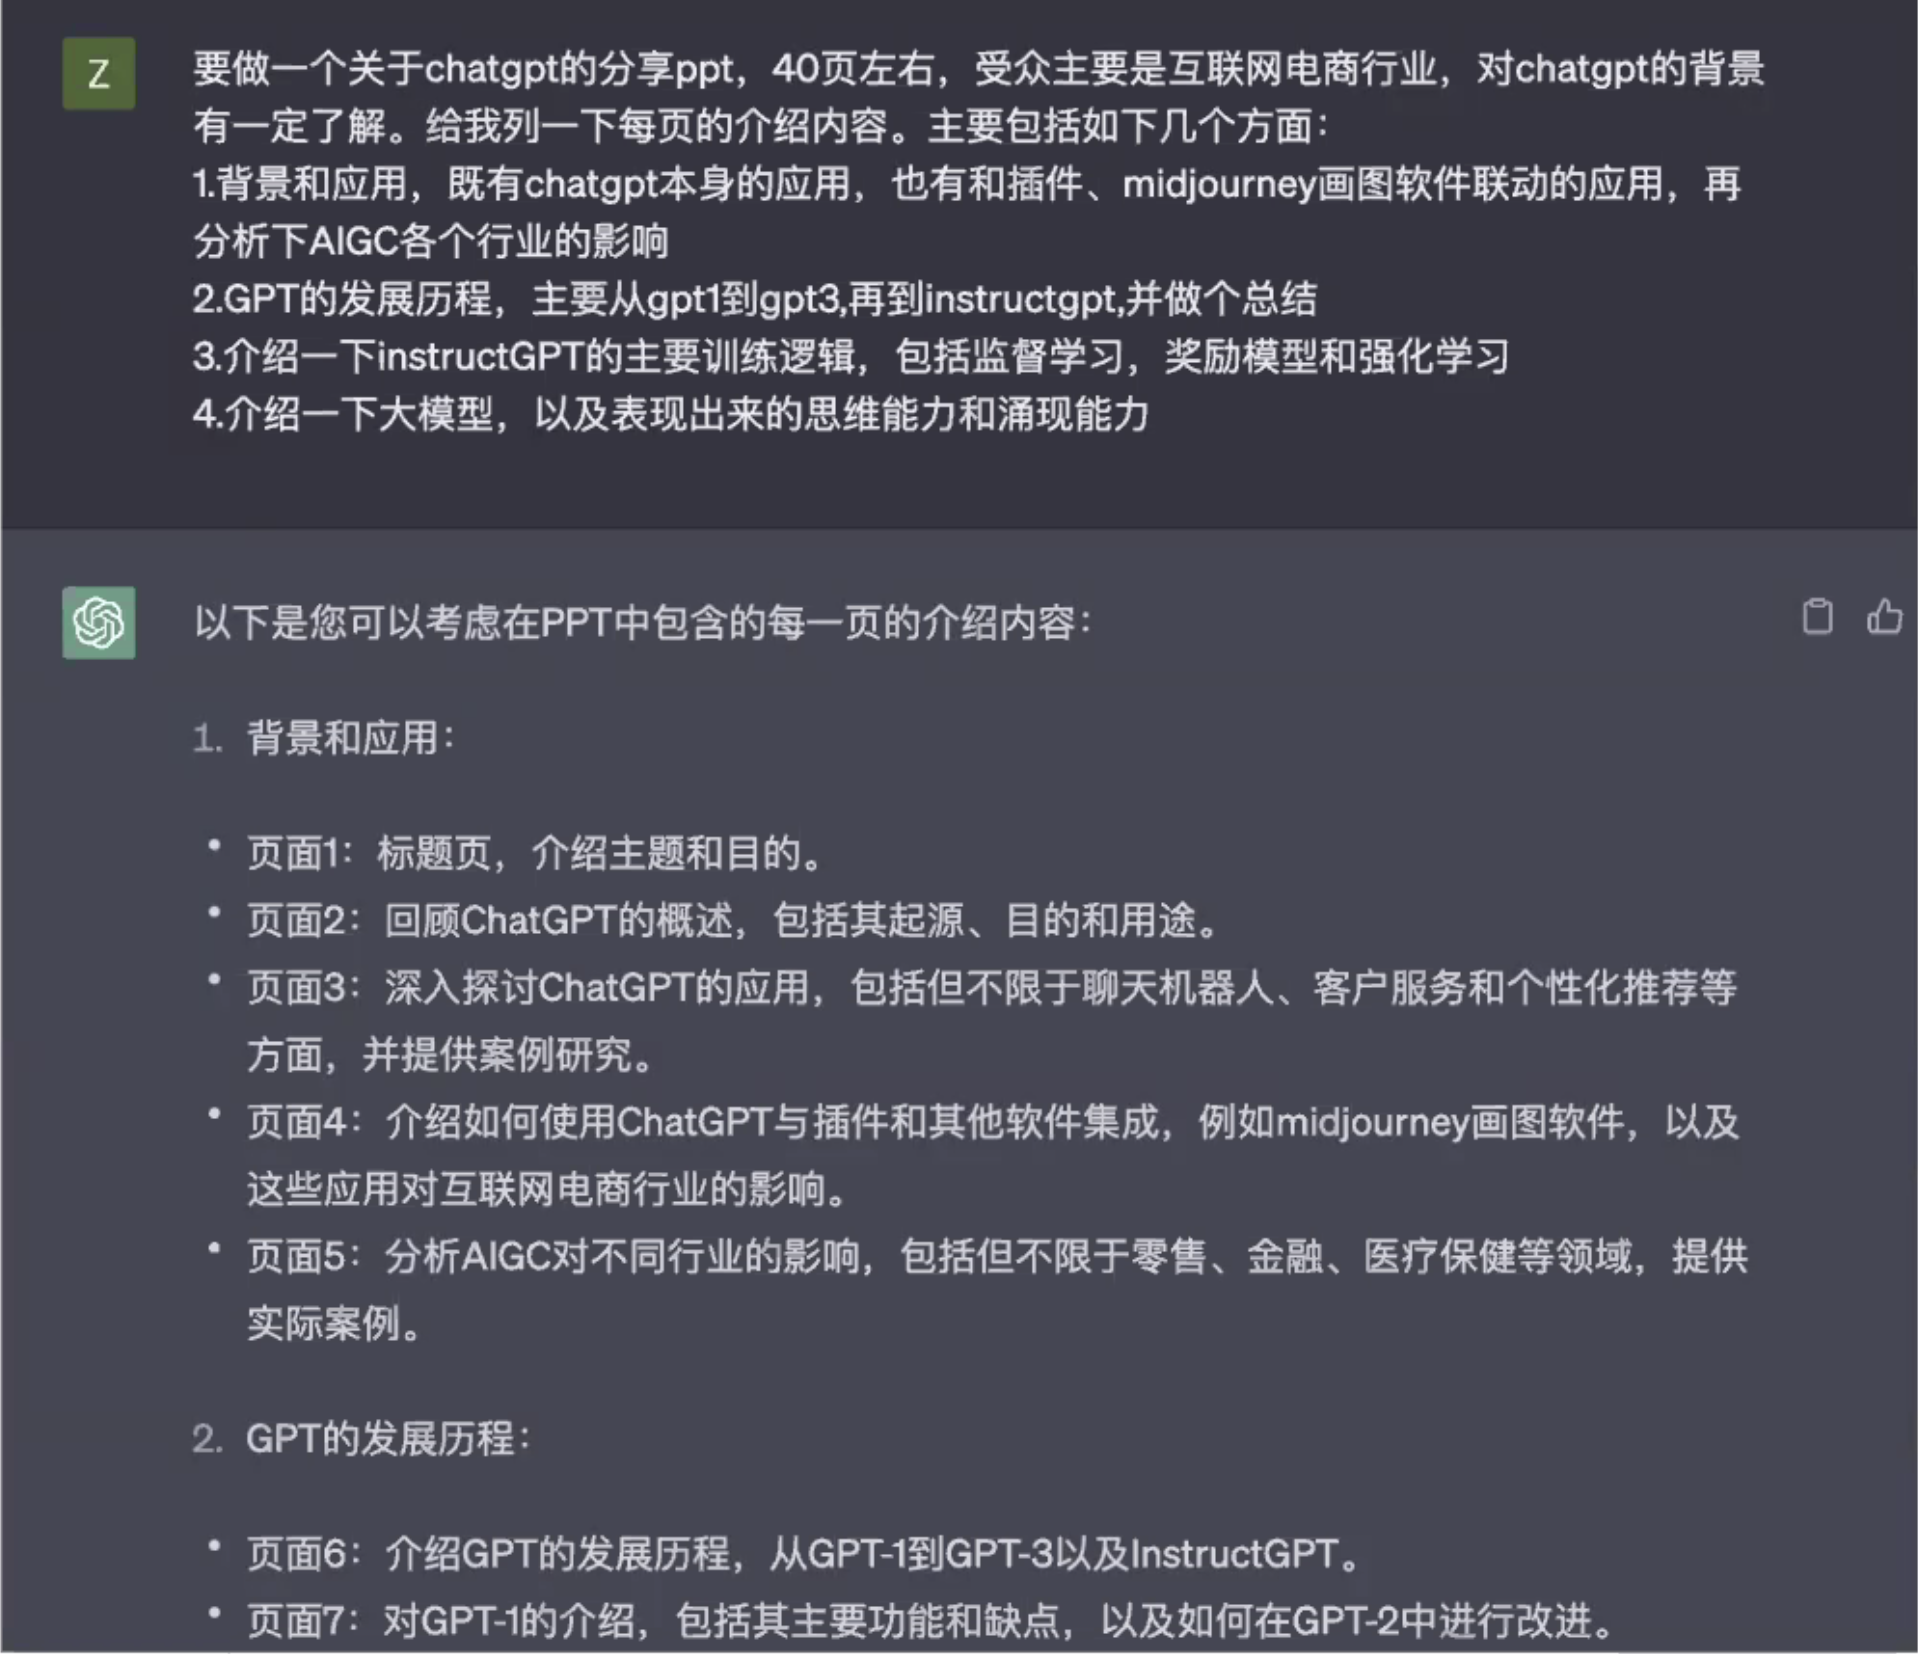 Z
要做一个关于chatgpt的分享ppt，40页左右，受众主要是互联网电商行业，对chatgpt的背景
有一定了解。给我列一下每页的介绍内容。主要包括如下几个方面：
1.背景和应用，既有chatgpt本身的应用，也有和插件、midjourney画图软件联动的应用，再
分析下AIGC各个行业的影响
2.GPT的发展历程，主要从gpt1到gpt3,再到instructgpt,并做个总结
3.介绍一下instructGPT的主要训练逻辑，包括监督学习，奖励模型和强化学习
4.介绍一下大模型，以及表现出来的思维能力和涌现能力
以下是您可以考虑在PPT中包含的每一页的介绍内容：
1. 背景和应用：
• 页面1：标题页，介绍主题和目的。
• 页面2：回顾ChatGPT的概述，包括其起源、目的和用途。
• 页面3：深入探讨ChatGPT的应用，包括但不限于聊天机器人、客户服务和个性化推荐等
方面，并提供案例研究。
• 页面4：介绍如何使用ChatGPT与插件和其他软件集成，例如midjourney画图软件，以及
这些应用对互联网电商行业的影响。
• 页面5：分析AIGC对不同行业的影响，包括但不限于零售、金融、医疗保健等领域，提供
实际案例。
2. GPT的发展历程：
• 页面6：介绍GPT的发展历程，从GPT-1到GPT-3以及InstructGPT。
• 页面7：对GPT-1的介绍，包括其主要功能和缺点，以及如何在GPT-2中进行改进。